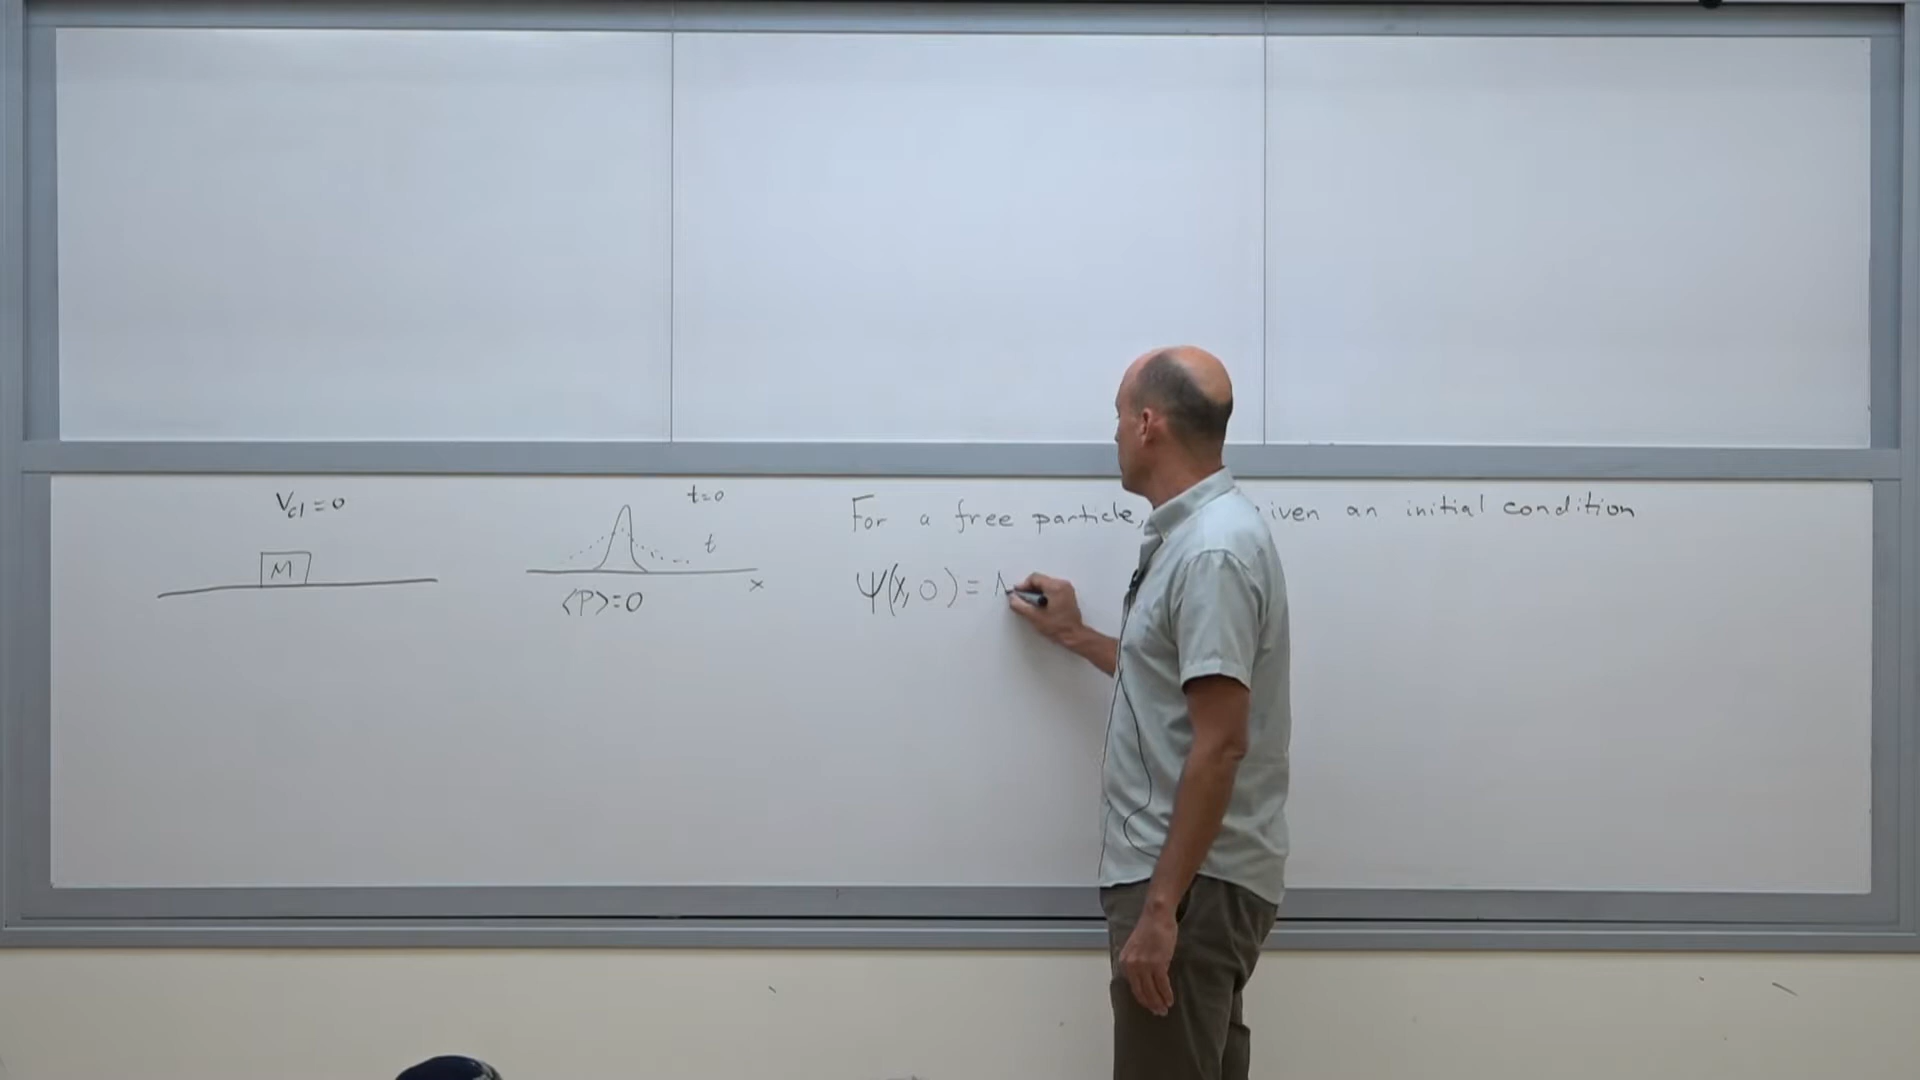 V_cl = 0
M
t=0
t
x
<P>=0
For a free particle, iven an initial condition
Ψ(x, 0) =